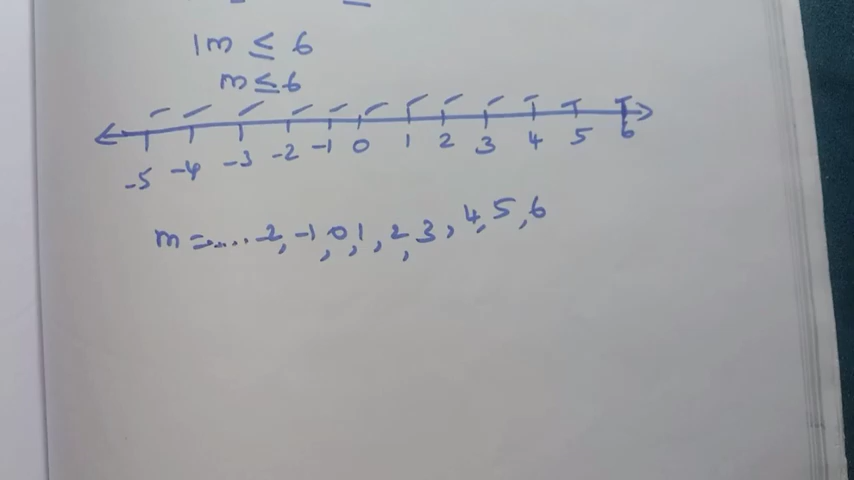 1m ≤ 6
m ≤ 6
-5 -4 -3 -2 -1 0 1 2 3 4 5 6
m = .... -2, -1, 0, 1, 2, 3, 4, 5, 6